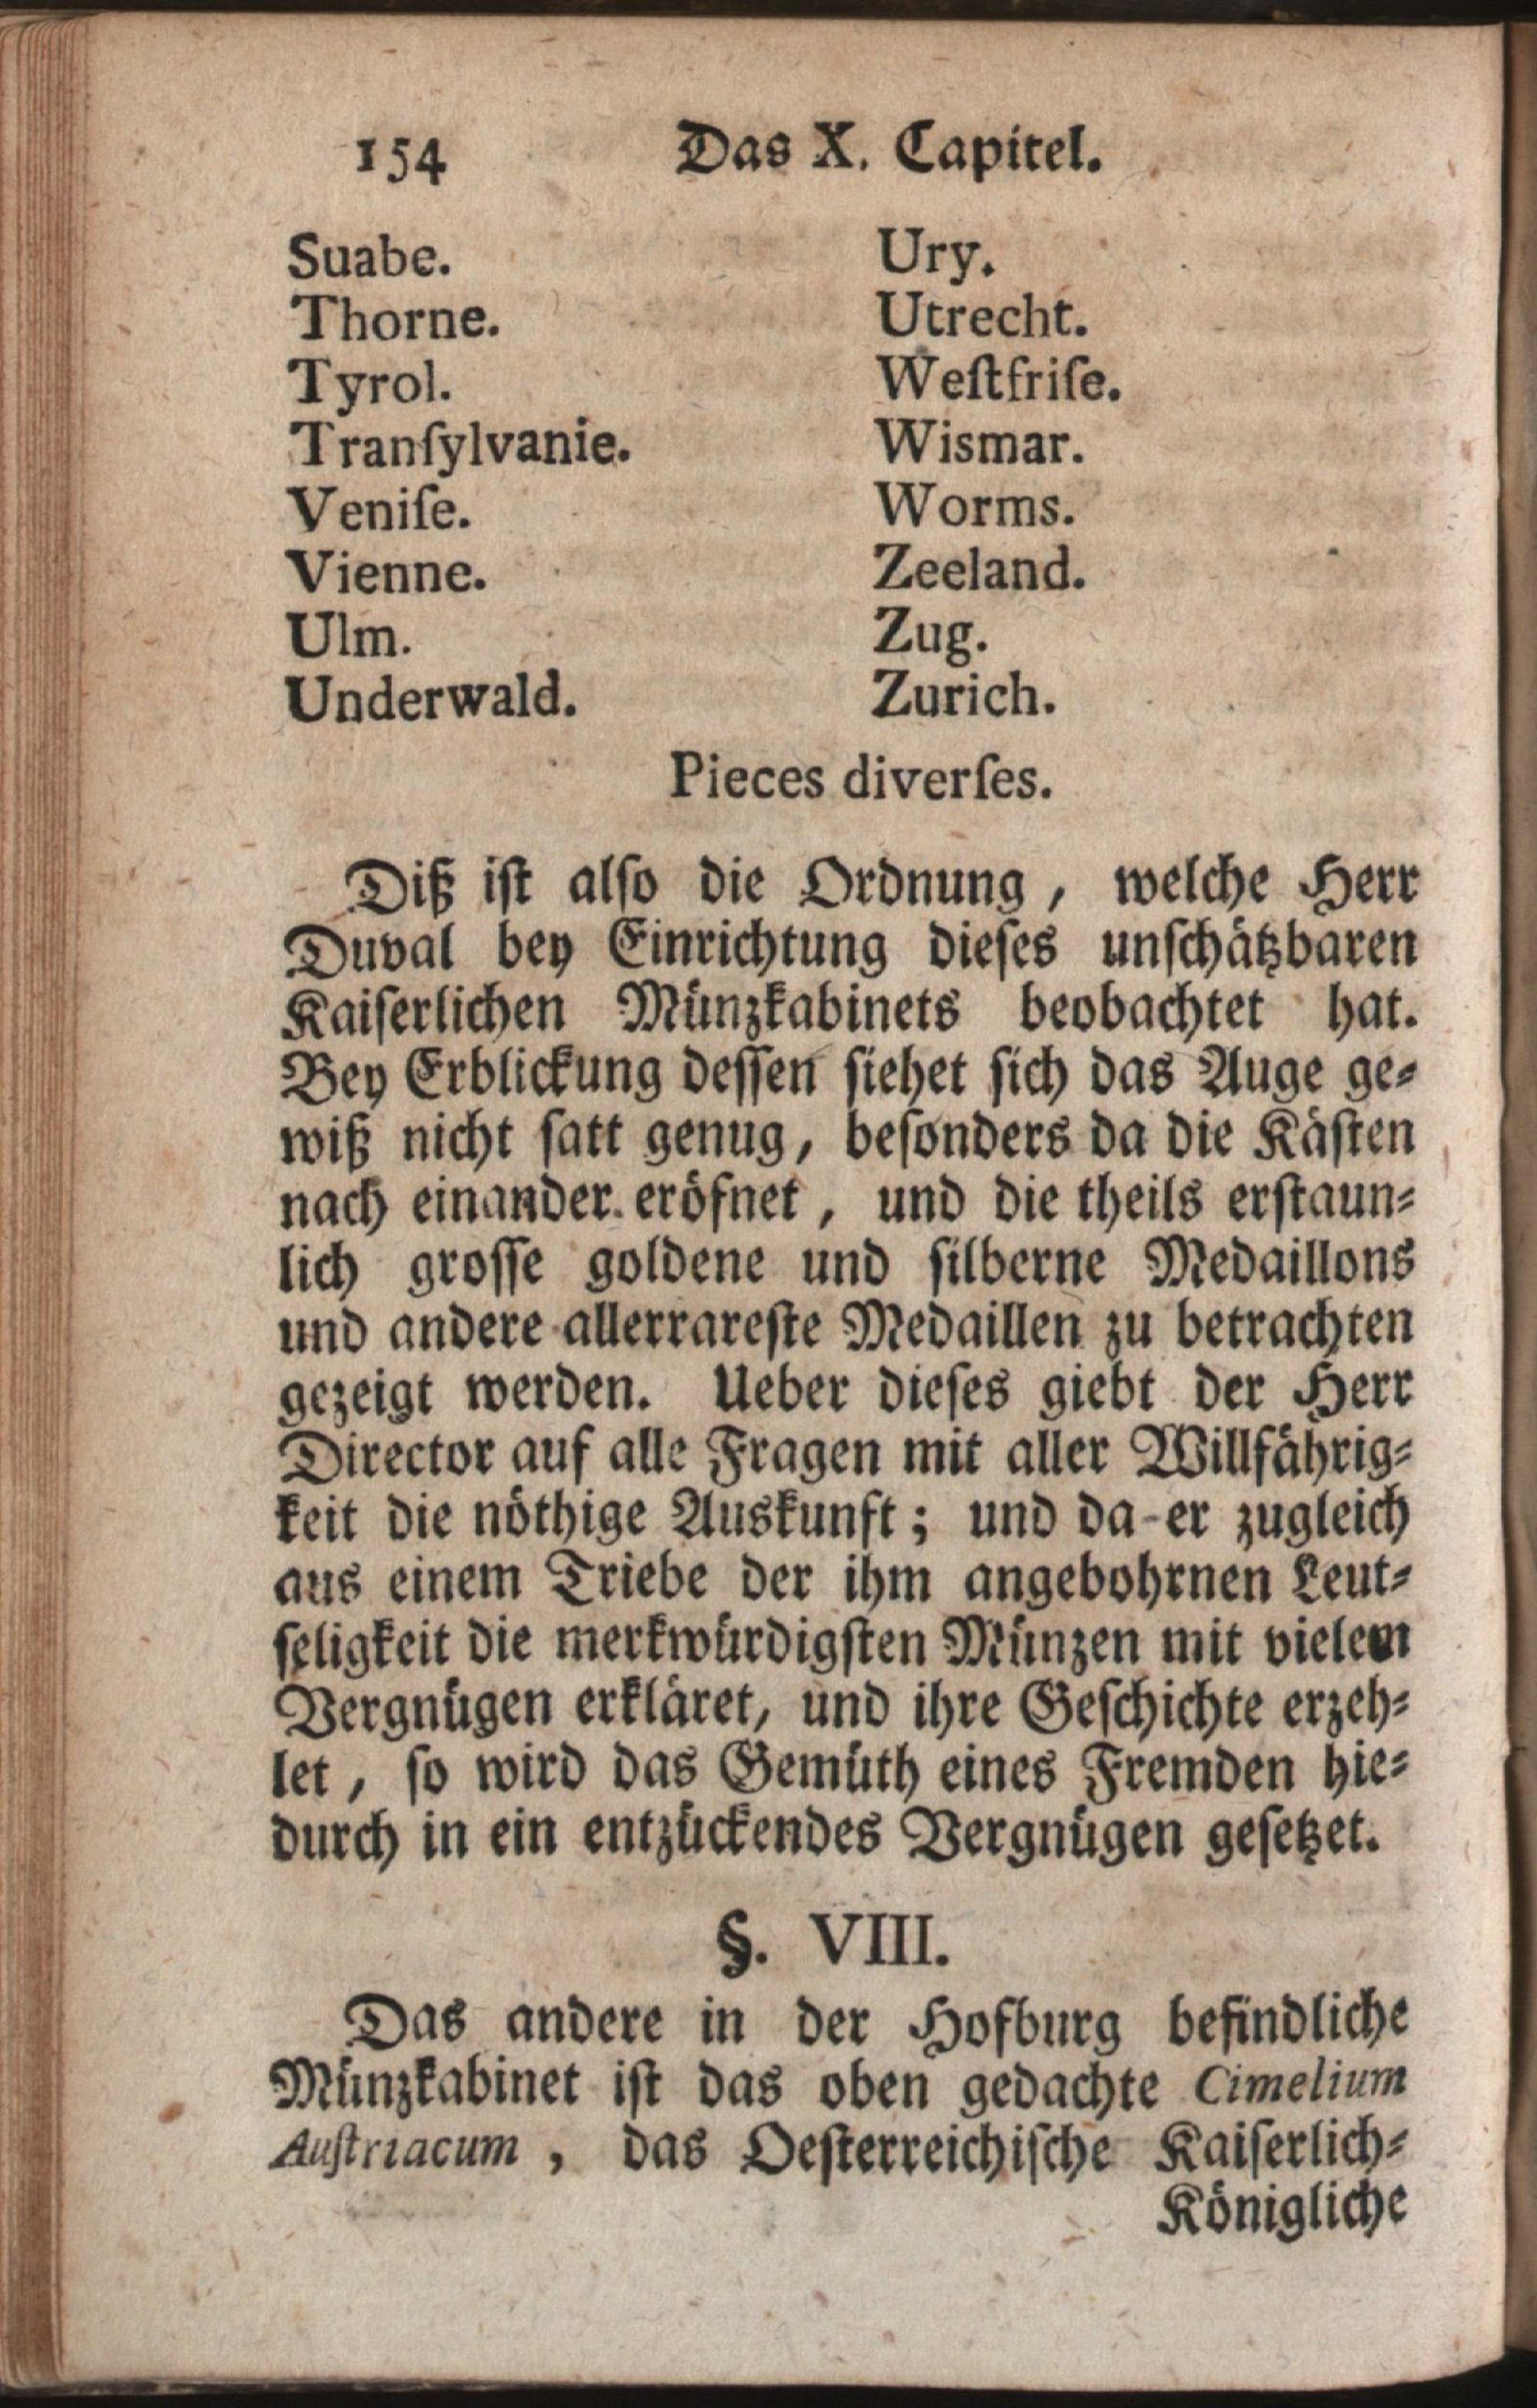 154 Das X. Capitel.
Suabe.
Thorne.
Tyrol.
Tranſylvanie.
Veniſe.
Vienne.
Ulm.
Underwald.
Ury.
Utrecht.
Weſtfriſe.
Wismar.
Worms.
Zeeland.
Zug.
Zurich.
Pieces diverſes.
Diß iſt alſo die Ordnung, welche Herr
Duval bey Einrichtung dieſes unſchätzbaren
Kaiſerlichen Münzkabinets beobachtet hat.
Bey Erblickung deſſen ſiehet ſich das Auge ge⸗
wiß nicht ſatt genug, beſonders da die Käſten
nach einander eröfnet, und die theils erſtaun⸗
lich groſſe goldene und ſilberne Medaillons
und andere allerrareſte Medaillen zu betrachten
gezeigt werden. Ueber dieſes giebt der Herr
Director auf alle Fragen mit aller Willfährig⸗
keit die nöthige Auskunft; und da-er zugleich
aus einem Triebe der ihm angebohrnen Leut⸗
ſeligkeit die merkwürdigſten Münzen mit vielem
Vergnügen erkläret, und ihre Geſchichte erzeh⸗
let, ſo wird das Gemüth eines Fremden hie⸗
durch in ein entzückendes Vergnügen geſetzet.
§. VIII.
Das andere in der Hofburg befindliche
Münzkabinet iſt das oben gedachte Cimelium
Auſtriacum, das Oeſterreichiſche Kaiſerlich⸗
Königliche